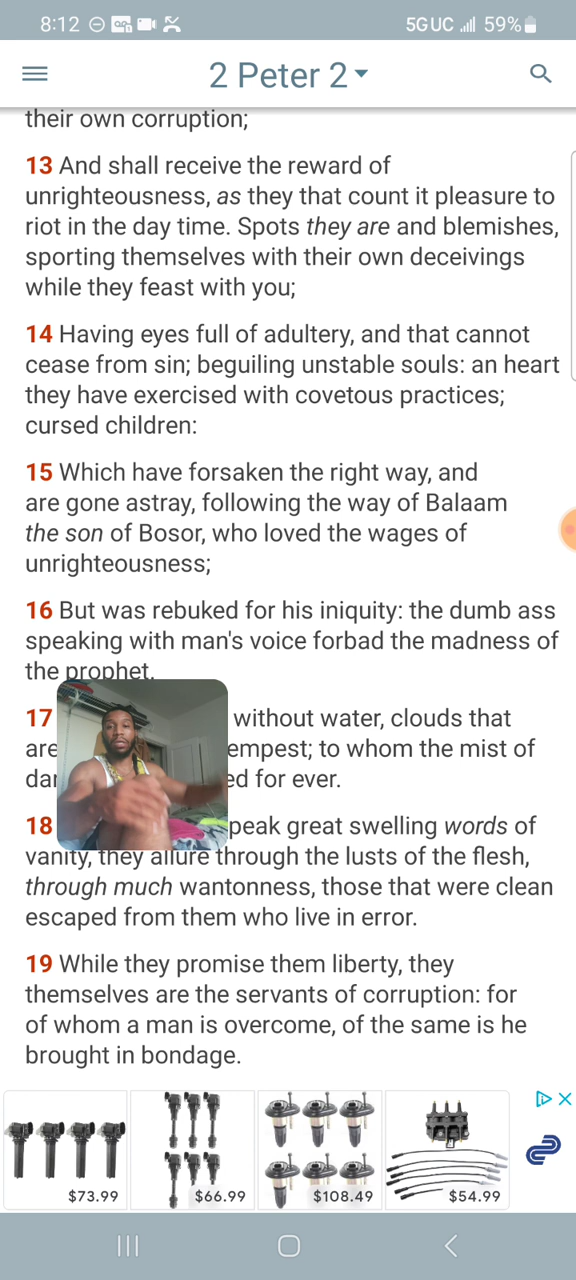 8:12 5GUC 59%
2 Peter 2
their own corruption;
13 And shall receive the reward of
unrighteousness, as they that count it pleasure to
riot in the day time. Spots they are and blemishes,
sporting themselves with their own deceivings
while they feast with you;
14 Having eyes full of adultery, and that cannot
cease from sin; beguiling unstable souls: an heart
they have exercised with covetous practices;
cursed children:
15 Which have forsaken the right way, and
are gone astray, following the way of Balaam
the son of Bosor, who loved the wages of
unrighteousness;
16 But was rebuked for his iniquity: the dumb ass
speaking with man's voice forbad the madness of
the prophet.
17 without water, clouds that
are empest; to whom the mist of
ed for ever.
18 peak great swelling words of
vanity, they allure through the lusts of the flesh,
through much wantonness, those that were clean
escaped from them who live in error.
19 While they promise them liberty, they
themselves are the servants of corruption: for
of whom a man is overcome, of the same is he
brought in bondage.
$73.99 $66.99 $108.49 $54.99